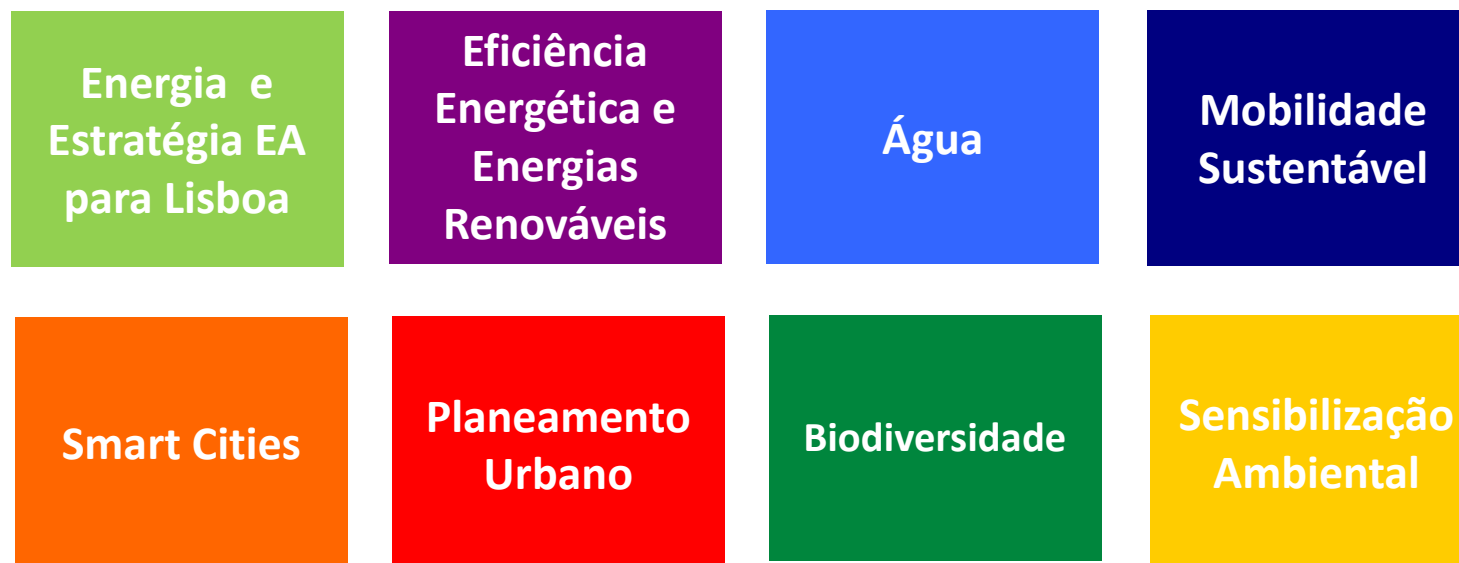 Energia e
Estratégia EA
para Lisboa
Eficiência
Energética e
Energias
Renováveis
Água
Mobilidade
Sustentável
Smart Cities
Planeamento
Urbano
Biodiversidade
Sensibilização
Ambiental